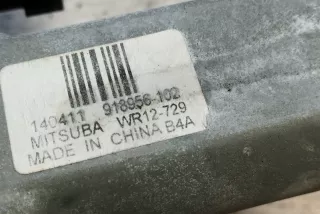 140411 918956-102
MITSUBA WR12-729
MADE IN CHINA B4A